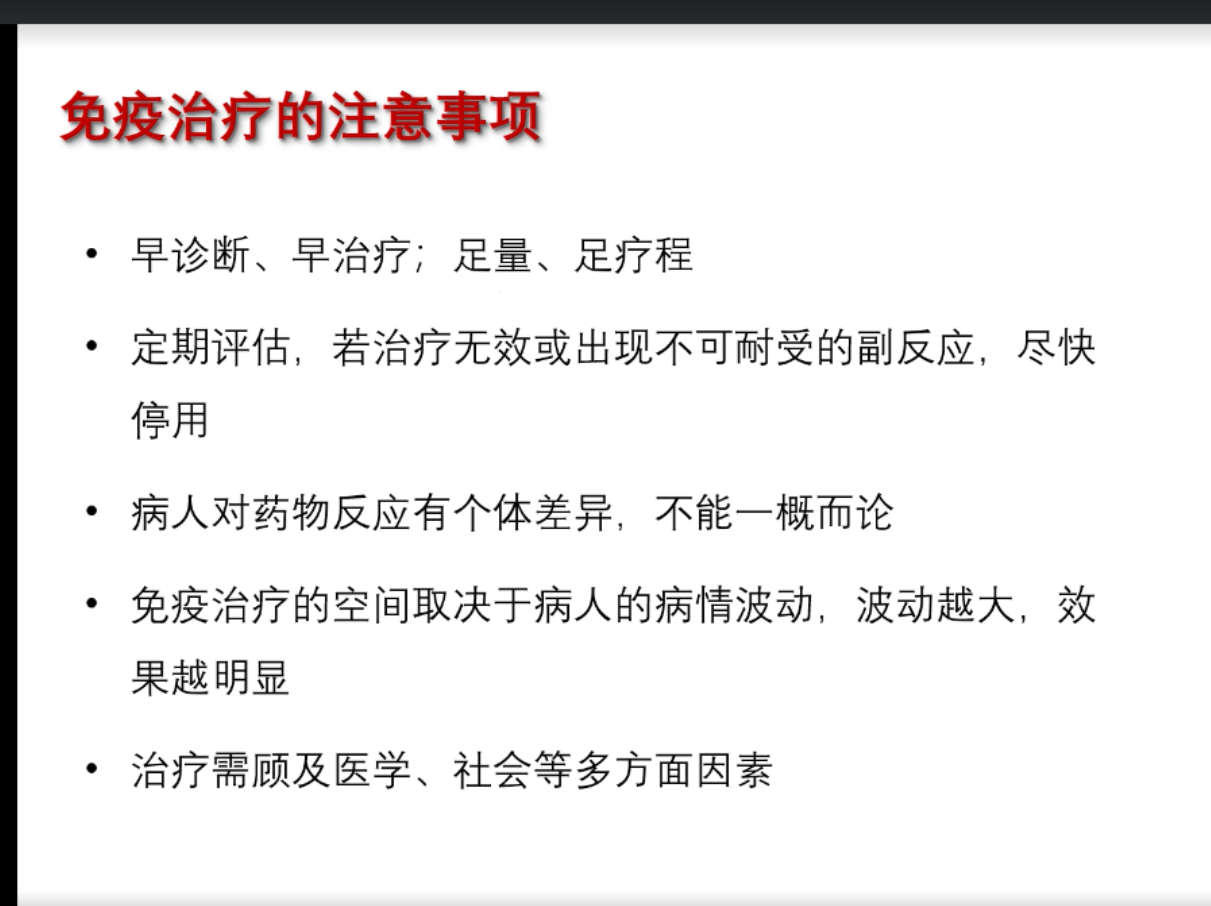 免疫治疗的注意事项
• 早诊断、早治疗；足量、足疗程
• 定期评估，若治疗无效或出现不可耐受的副反应，尽快
停用
• 病人对药物反应有个体差异，不能一概而论
• 免疫治疗的空间取决于病人的病情波动，波动越大，效
果越明显
• 治疗需顾及医学、社会等多方面因素